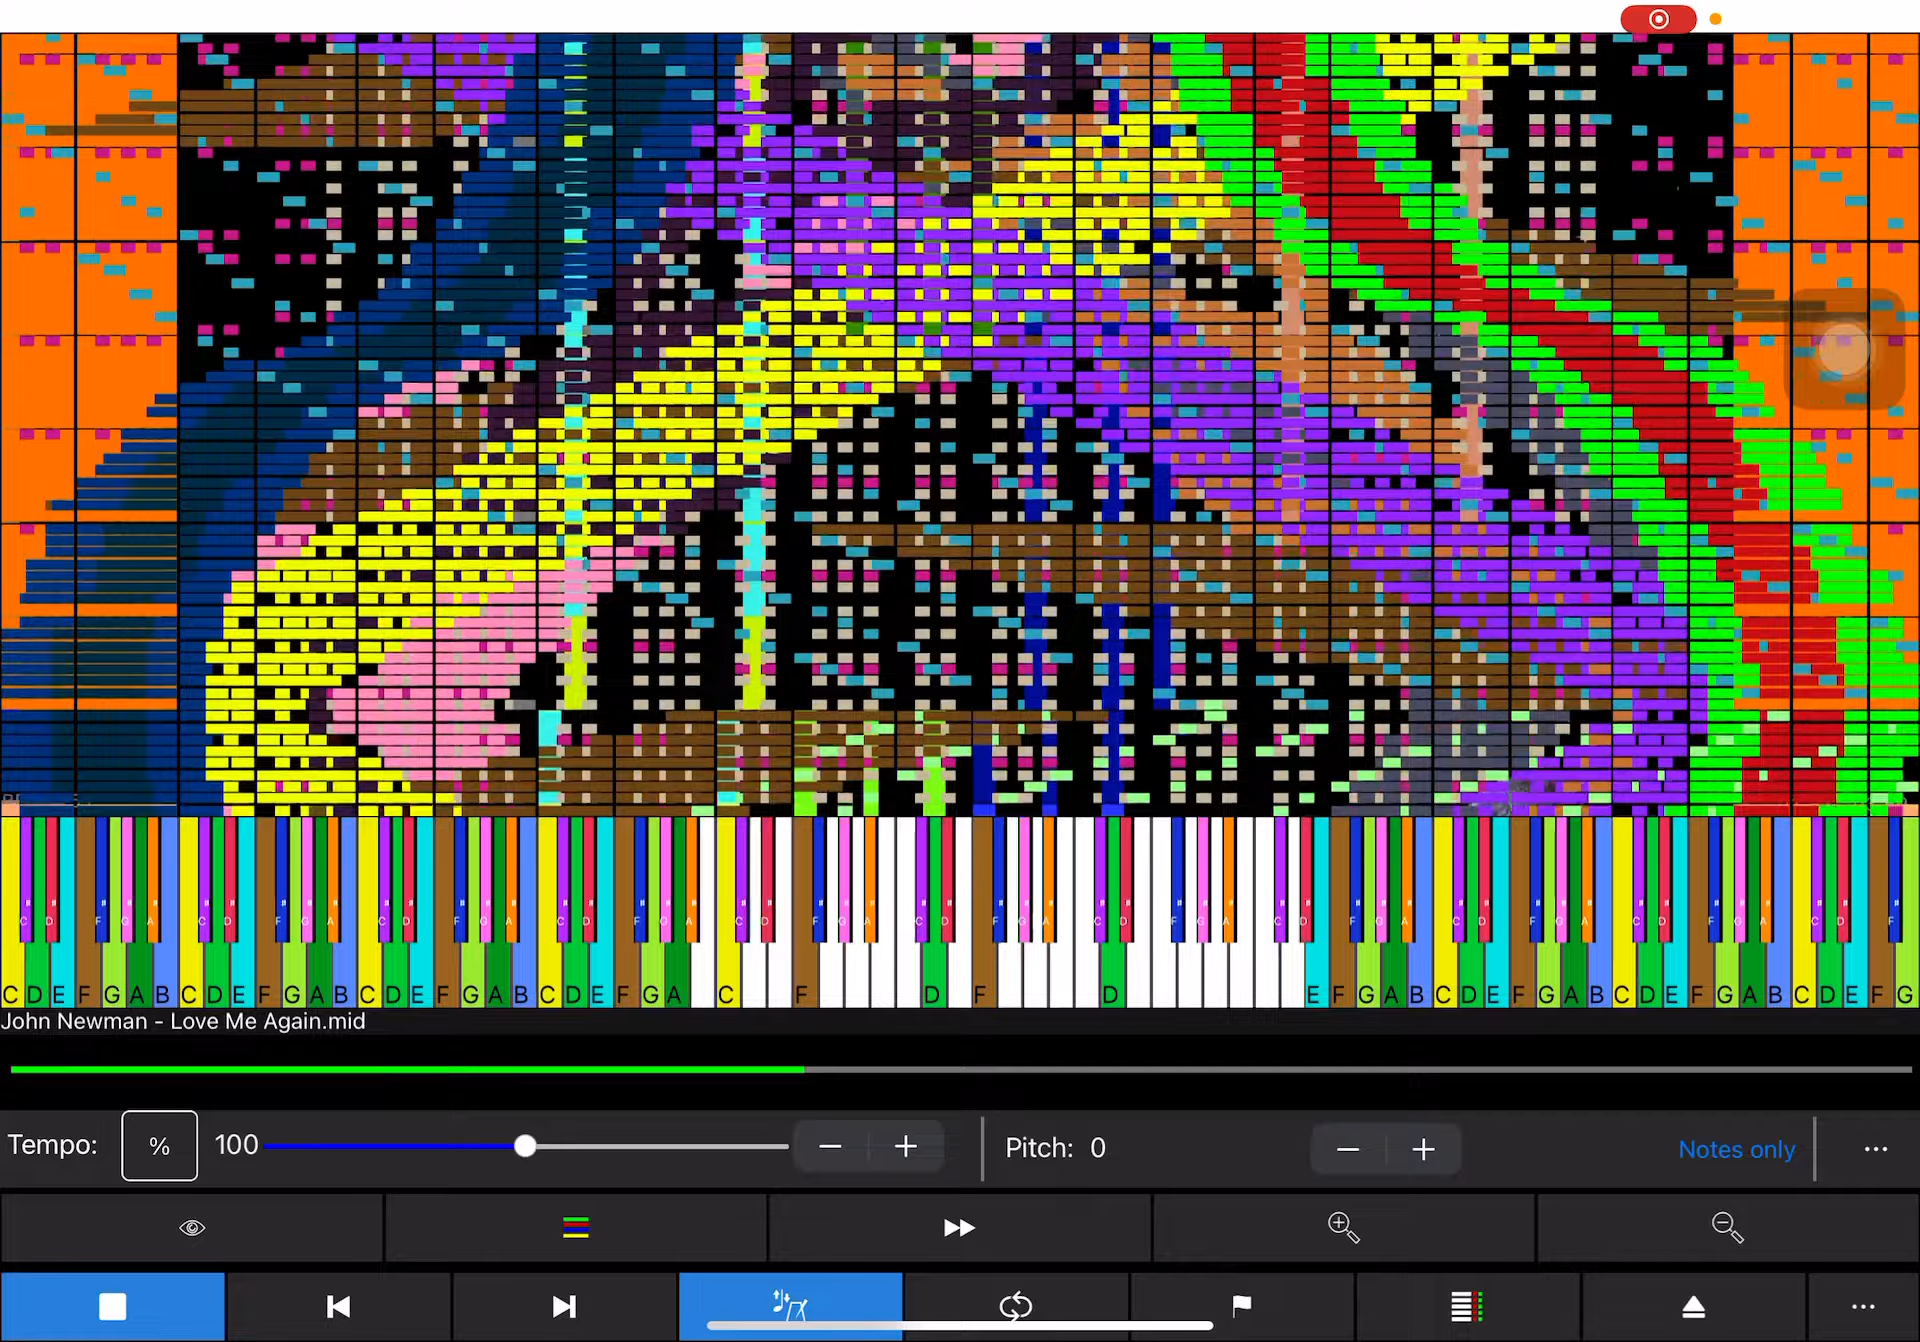 C D F G A C D F G A C D F G A C D F G A C D F G A C D F G A C D F G A C D F G A C D F G A C D F
C D E F G A B C D E F G A B C D E F G A B C D E F G A C F D F D E F G A B C D E F G A B C D E F G A B C D E F G
John Newman - Love Me Again.mid
Tempo: % 100 − + Pitch: 0 − + Notes only ...
...